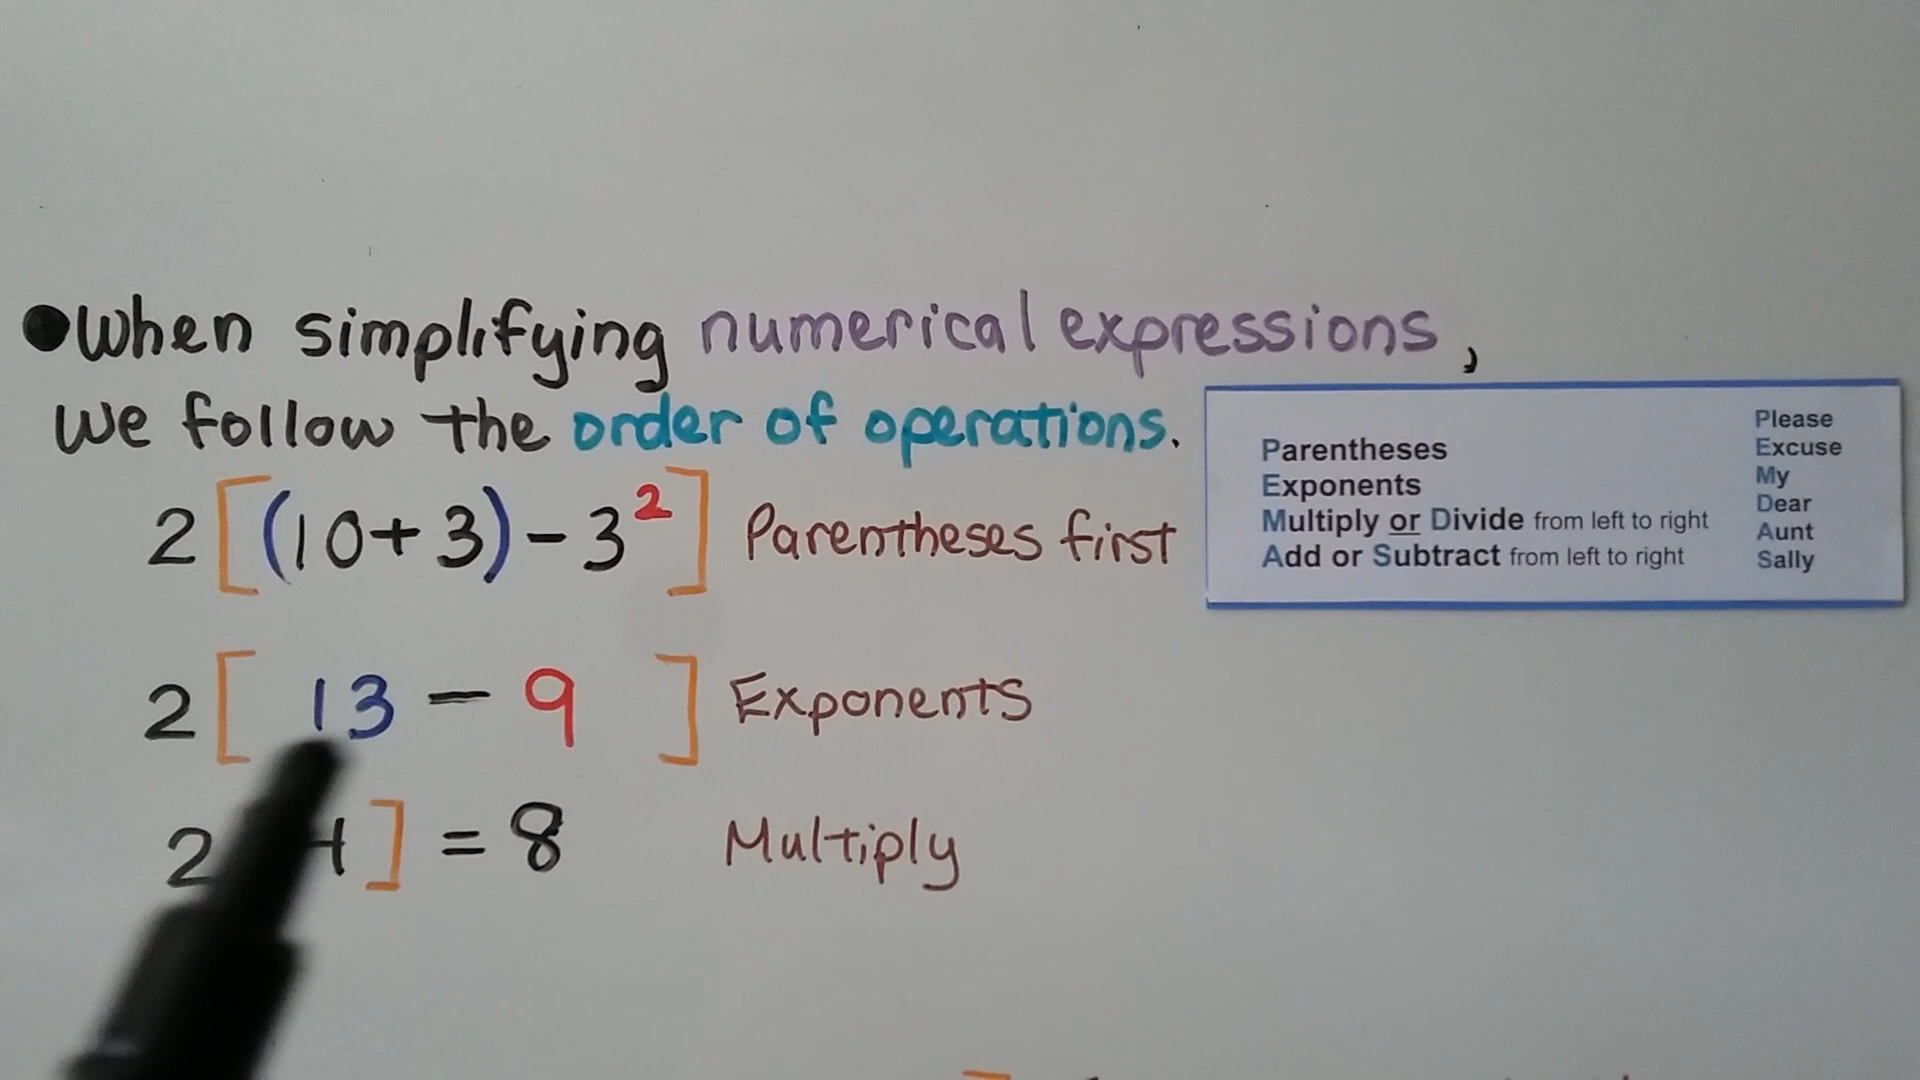 ●When simplifying numerical expressions,
we follow the order of operations.
2[(10+3)-3²] Parentheses first
2[ 13 - 9 ] Exponents
2 4] = 8 Multiply
Parentheses
Exponents
Multiply or Divide from left to right
Add or Subtract from left to right
Please
Excuse
My
Dear
Aunt
Sally